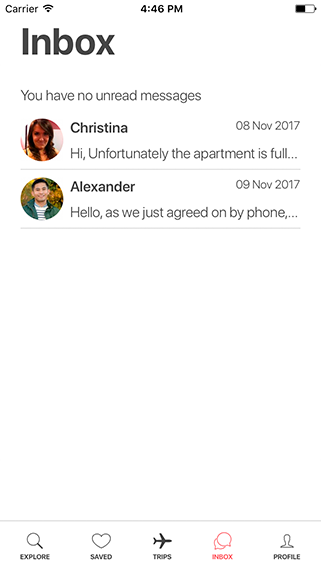 Carrier 4:46 PM
Inbox
You have no unread messages
Christina 08 Nov 2017
Hi, Unfortunately the apartment is full...
Alexander 09 Nov 2017
Hello, as we just agreed on by phone,...
EXPLORE SAVED TRIPS INBOX PROFILE